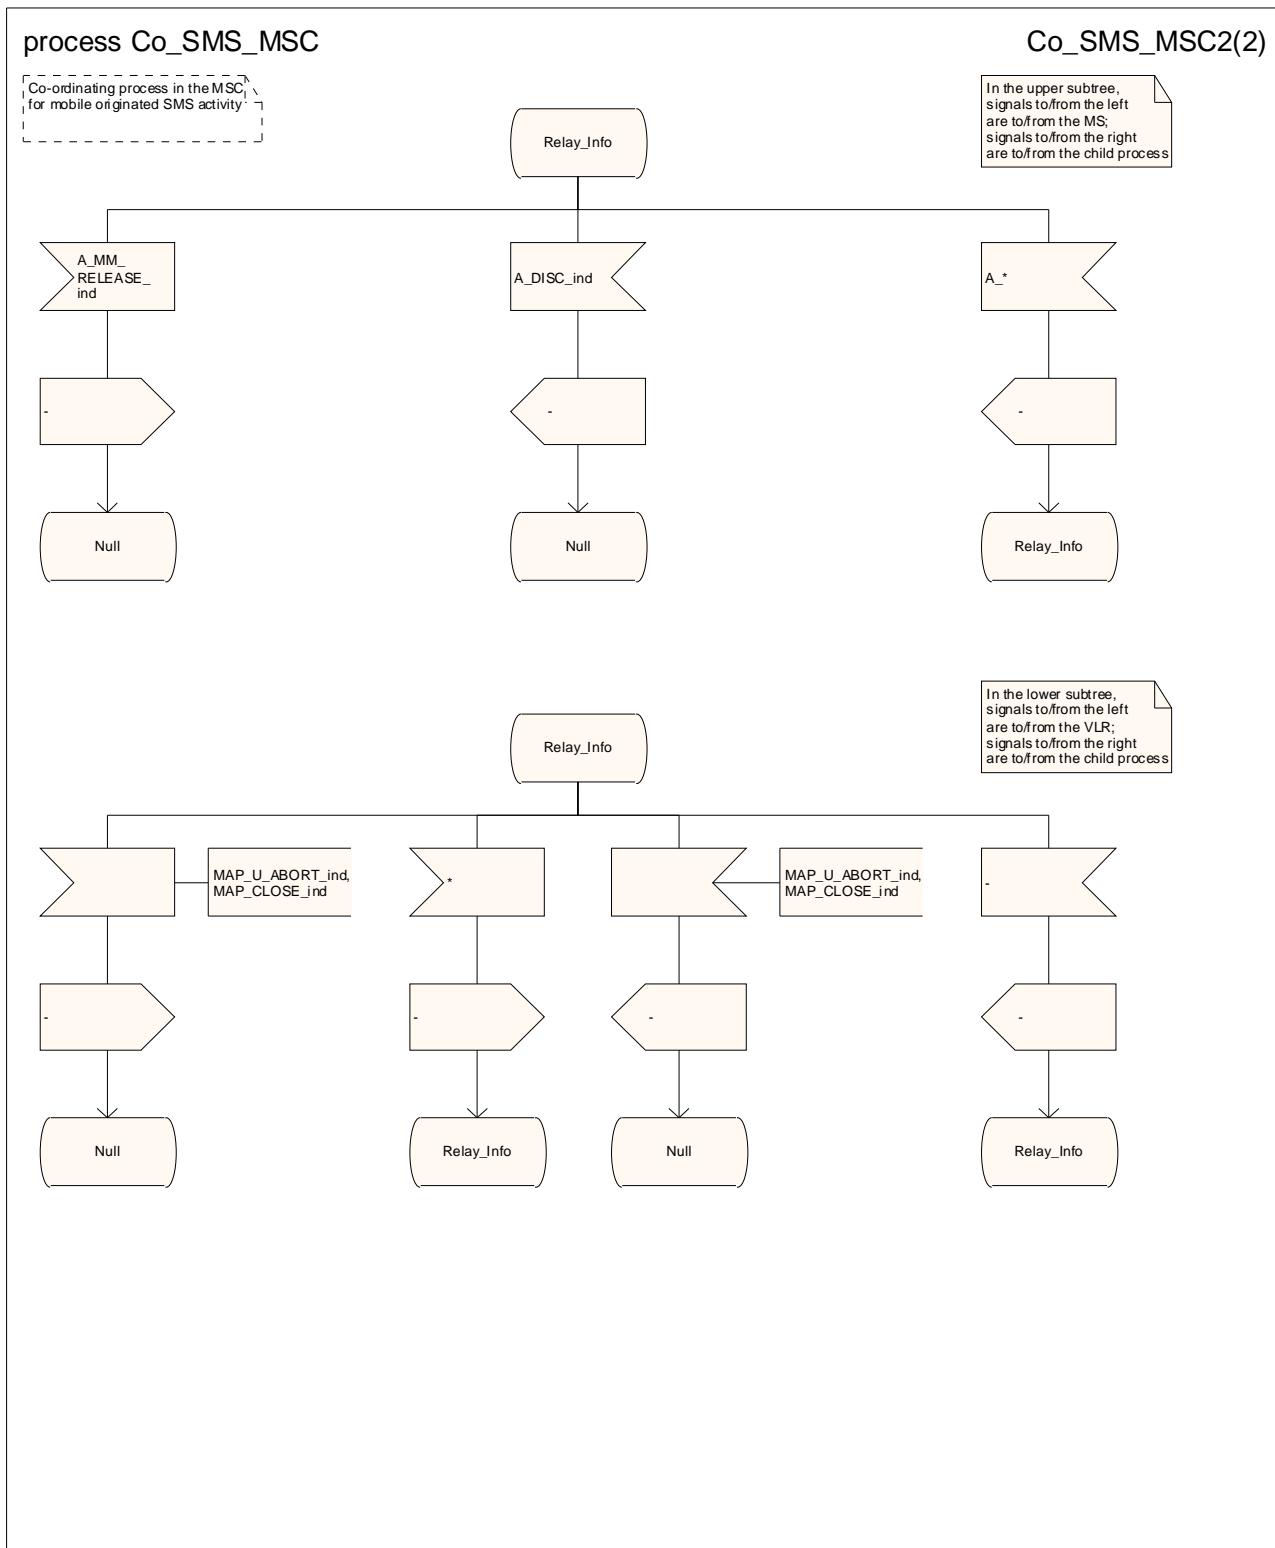 process Co_SMS_MSC
Co_SMS_MSC2(2)
Co-ordinating process in the MSC
for mobile originated SMS activity
In the upper subtree,
signals to/from the left
are to/from the MS;
signals to/from the right
are to/from the child process
Relay_Info
A_MM_
RELEASE_
ind
A_DISC_ind
A_*
-
-
-
Null
Null
Relay_Info
In the lower subtree,
signals to/from the left
are to/from the VLR;
signals to/from the right
are to/from the child process
Relay_Info
MAP_U_ABORT_ind,
MAP_CLOSE_ind
*
MAP_U_ABORT_ind,
MAP_CLOSE_ind
-
-
-
-
-
Null
Relay_Info
Null
Relay_Info